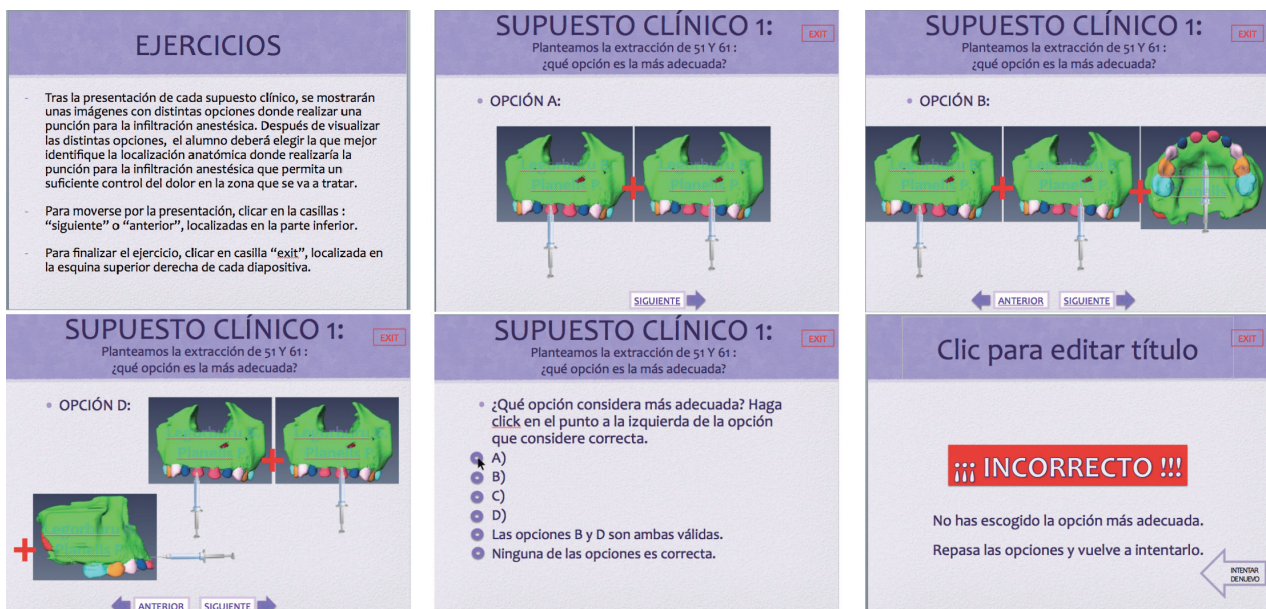 EJERCICIOS
- Tras la presentación de cada supuesto clínico, se mostrarán
unas imágenes con distintas opciones donde realizar una
punción para la infiltración anestésica. Después de visualizar
las distintas opciones, el alumno deberá elegir la que mejor
identifique la localización anatómica donde realizaría la
punción para la infiltración anestésica que permita un
suficiente control del dolor en la zona que se va a tratar.
- Para moverse por la presentación, clicar en la casillas :
“siguiente” o “anterior”, localizadas en la parte inferior.
- Para finalizar el ejercicio, clicar en casilla “exit”, localizada en
la esquina superior derecha de cada diapositiva.
SUPUESTO CLÍNICO 1:
EXIT
Planteamos la extracción de 51 Y 61 :
¿qué opción es la más adecuada?
• OPCIÓN A:
Planells P.
Planells P.
SIGUIENTE
SUPUESTO CLÍNICO 1:
EXIT
Planteamos la extracción de 51 Y 61 :
¿qué opción es la más adecuada?
• OPCIÓN B:
Planells P.
Planells P.
ANTERIOR
SIGUIENTE
SUPUESTO CLÍNICO 1:
EXIT
Planteamos la extracción de 51 Y 61 :
¿qué opción es la más adecuada?
• OPCIÓN D:
Planells P.
Planells P.
Planells P.
ANTERIOR
SIGUIENTE
SUPUESTO CLÍNICO 1:
EXIT
Planteamos la extracción de 51 Y 61 :
¿qué opción es la más adecuada?
• ¿Qué opción considera más adecuada? Haga
click en el punto a la izquierda de la opción
que considere correcta.
A)
B)
C)
D)
Las opciones B y D son ambas válidas.
Ninguna de las opciones es correcta.
Clic para editar título
EXIT
¡¡¡ INCORRECTO !!!
No has escogido la opción más adecuada.
Repasa las opciones y vuelve a intentarlo.
INTENTAR
DE NUEVO